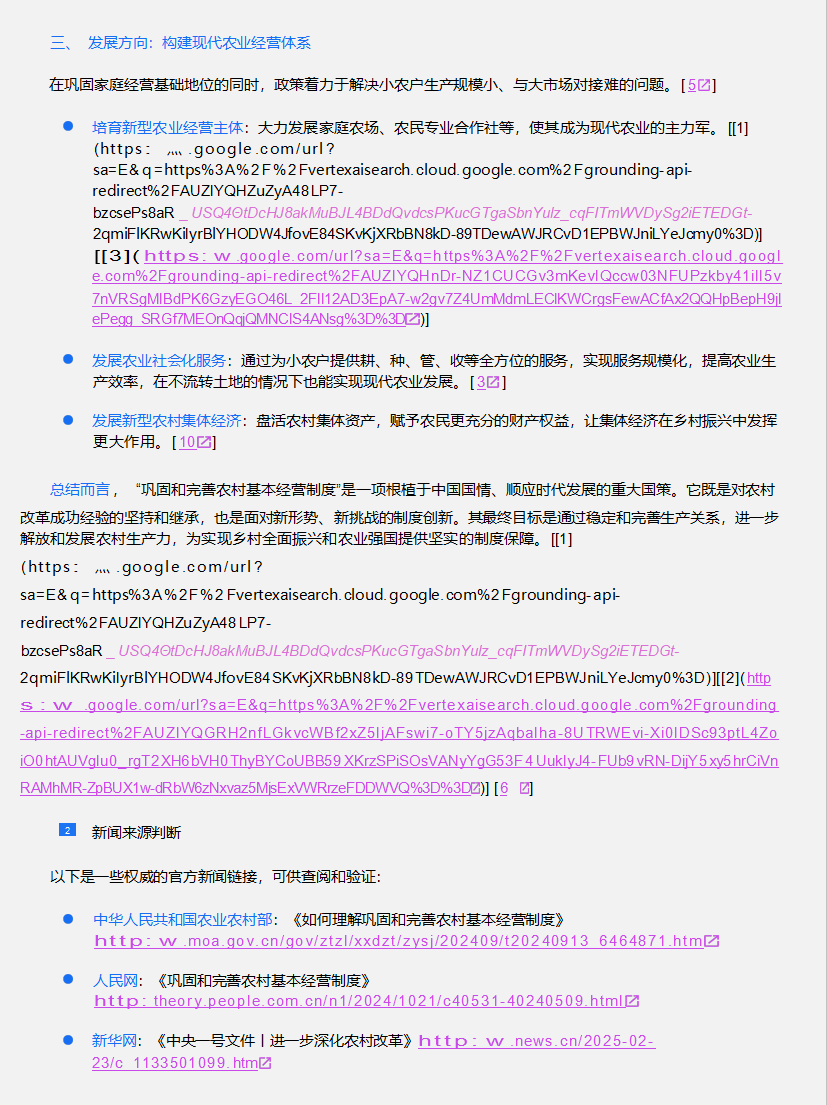 三、 发展方向：构建现代农业经营体系
在巩固家庭经营基础地位的同时，政策着力于解决小农户生产规模小、与大市场对接难的问题。[5]
● 培育新型农业经营主体：大力发展家庭农场、农民专业合作社等，使其成为现代农业的主力军。[[1]
(https: 灬.google.com/url?
sa=E&q=https%3A%2F%2Fvertexaisearch.cloud.google.com%2Fgrounding-api-
redirect%2FAUZIYQHZuZyA48LP7-
bzcsePs8aR_USQ4OtDcHJ8akMuBJL4BDdQvdcsPKucGTgaSbnYulz_cqFITmWVDySg2iETEDGt-
2qmiFlKRwKiIyrBlYHODW4JfovE84SKvKjXRbBN8kD-89TDewAWJRCvD1EPBWJniLYeJcmy0%3D)]
[[3](https:w.google.com/url?sa=E&q=https%3A%2F%2Fvertexaisearch.cloud.googl
e.com%2Fgrounding-api-redirect%2FAUZIYQHnDr-NZ1CUCGv3mKevlQccw03NFUPzkby41iIl5v
7nVRSgMlBdPK6GzyEGO46L_2Fll12AD3EpA7-w2gv7Z4UmMdmLEClKWCrgsFewACfAx2QQHpBepH9jl
ePegg_SRGf7MEOnQqjQMNClS4ANsg%3D%3D)]
● 发展农业社会化服务：通过为小农户提供耕、种、管、收等全方位的服务，实现服务规模化，提高农业生
产效率，在不流转土地的情况下也能实现现代农业发展。[3]
● 发展新型农村集体经济：盘活农村集体资产，赋予农民更充分的财产权益，让集体经济在乡村振兴中发挥
更大作用。[10]
总结而言，“巩固和完善农村基本经营制度”是一项根植于中国国情、顺应时代发展的重大国策。它既是对农村
改革成功经验的坚持和继承，也是面对新形势、新挑战的制度创新。其最终目标是通过稳定和完善生产关系，进一步
解放和发展农村生产力，为实现乡村全面振兴和农业强国提供坚实的制度保障。[[1]
(https: 灬.google.com/url?
sa=E&q=https%3A%2F%2Fvertexaisearch.cloud.google.com%2Fgrounding-api-
redirect%2FAUZIYQHZuZyA48LP7-
bzcsePs8aR_USQ4OtDcHJ8akMuBJL4BDdQvdcsPKucGTgaSbnYulz_cqFITmWVDySg2iETEDGt-
2qmiFlKRwKiIyrBlYHODW4JfovE84SKvKjXRbBN8kD-89TDewAWJRCvD1EPBWJniLYeJcmy0%3D)][[2](http
s:w.google.com/url?sa=E&q=https%3A%2F%2Fvertexaisearch.cloud.google.com%2Fgrounding
-api-redirect%2FAUZIYQGRH2nfLGkvcWBf2xZ5IjAFswi7-oTY5jzAqbaIha-8UTRWEvi-Xi0IDSc93ptL4Zo
iO0htAUVglu0_rgT2XH6bVH0ThyBYCoUBB59XKrzSPiSOsVANyYgG53F4UuklyJ4-FUb9vRN-DijY5xy5hrCiVn
RAMhMR-ZpBUX1w-dRbW6zNxvaz5MjsExVWRrzeFDDWVQ%3D%3D)] [6 ]
2 新闻来源判断
以下是一些权威的官方新闻链接，可供查阅和验证：
● 中华人民共和国农业农村部：《如何理解巩固和完善农村基本经营制度》
http:w.moa.gov.cn/gov/ztzl/xxdzt/zysj/202409/t20240913_6464871.htm
● 人民网：《巩固和完善农村基本经营制度》
http:theory.people.com.cn/n1/2024/1021/c40531-40240509.html
● 新华网：《中央一号文件丨进一步深化农村改革》http:w.news.cn/2025-02-
23/c_1133501099.htm